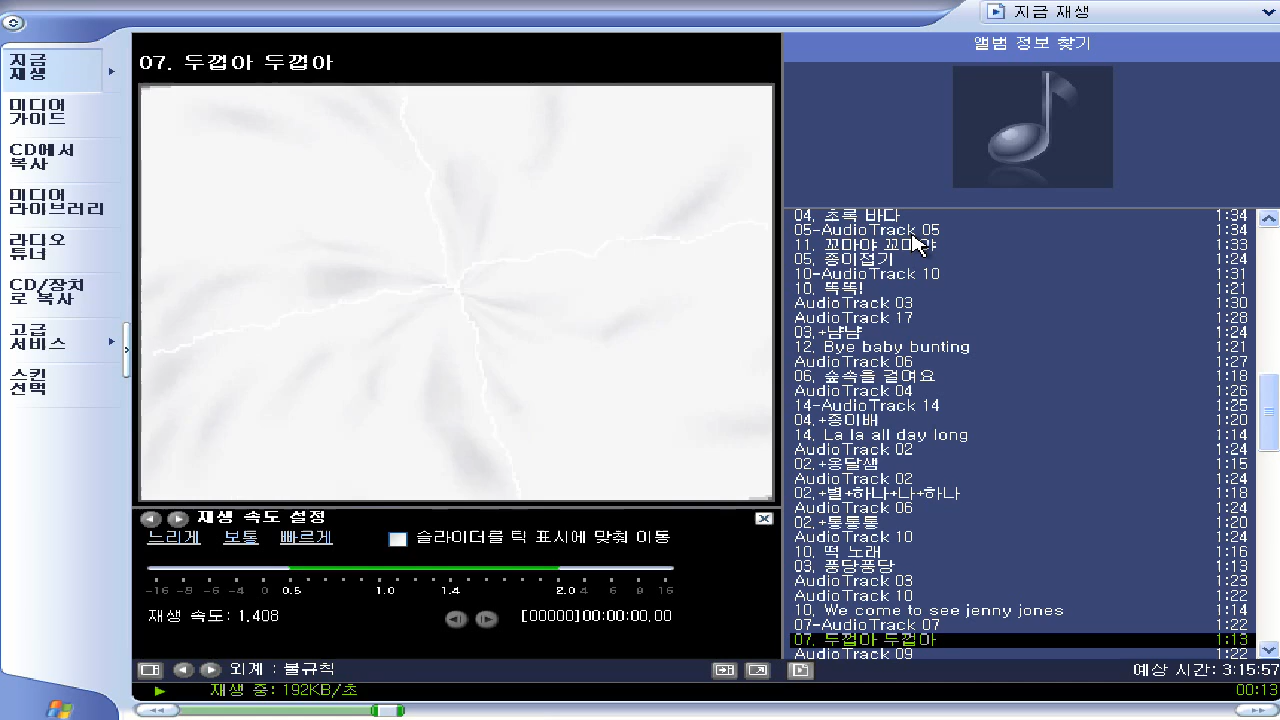 지금 재생
지금
재생
미디어
가이드
CD에서
복사
미디어
라이브러리
라디오
튜너
CD/장치
로 복사
고급
서비스
스킨
선택
07. 두껍아 두껍아
앨범 정보 찾기
04. 초록 바다 1:34
05-AudioTrack 05 1:34
11. 꼬마야 꼬마야 1:33
05. 종이접기 1:24
10-AudioTrack 10 1:31
10. 똑똑! 1:21
AudioTrack 03 1:30
AudioTrack 17 1:28
03.+냠냠 1:24
12. Bye baby bunting 1:21
AudioTrack 06 1:27
06. 숲속을 걸어요 1:18
AudioTrack 04 1:26
14-AudioTrack 14 1:25
04.+종이배 1:20
14. La la all day long 1:14
AudioTrack 02 1:24
02.+옹달샘 1:15
AudioTrack 02 1:24
02.+별+하나+나+하나 1:18
AudioTrack 06 1:24
02.+통통통 1:20
AudioTrack 10 1:24
10. 떡 노래 1:16
03. 퐁당퐁당 1:13
AudioTrack 03 1:23
AudioTrack 10 1:22
10. We come to see jenny jones 1:14
07-AudioTrack 07 1:22
07. 두껍아 두껍아 1:13
AudioTrack 09 1:22
재생 속도 설정
느리게 보통 빠르게 슬라이더를 틱 표시에 맞춰 이동
-16 -9 -6 -4 0 0.5 1.0 1.4 2.0 4 6 8 16
재생 속도: 1.408 [00000]00:00:00.00
외계 : 불규칙
예상 시간: 3:15:57
재생 중: 192KB/초 00:13